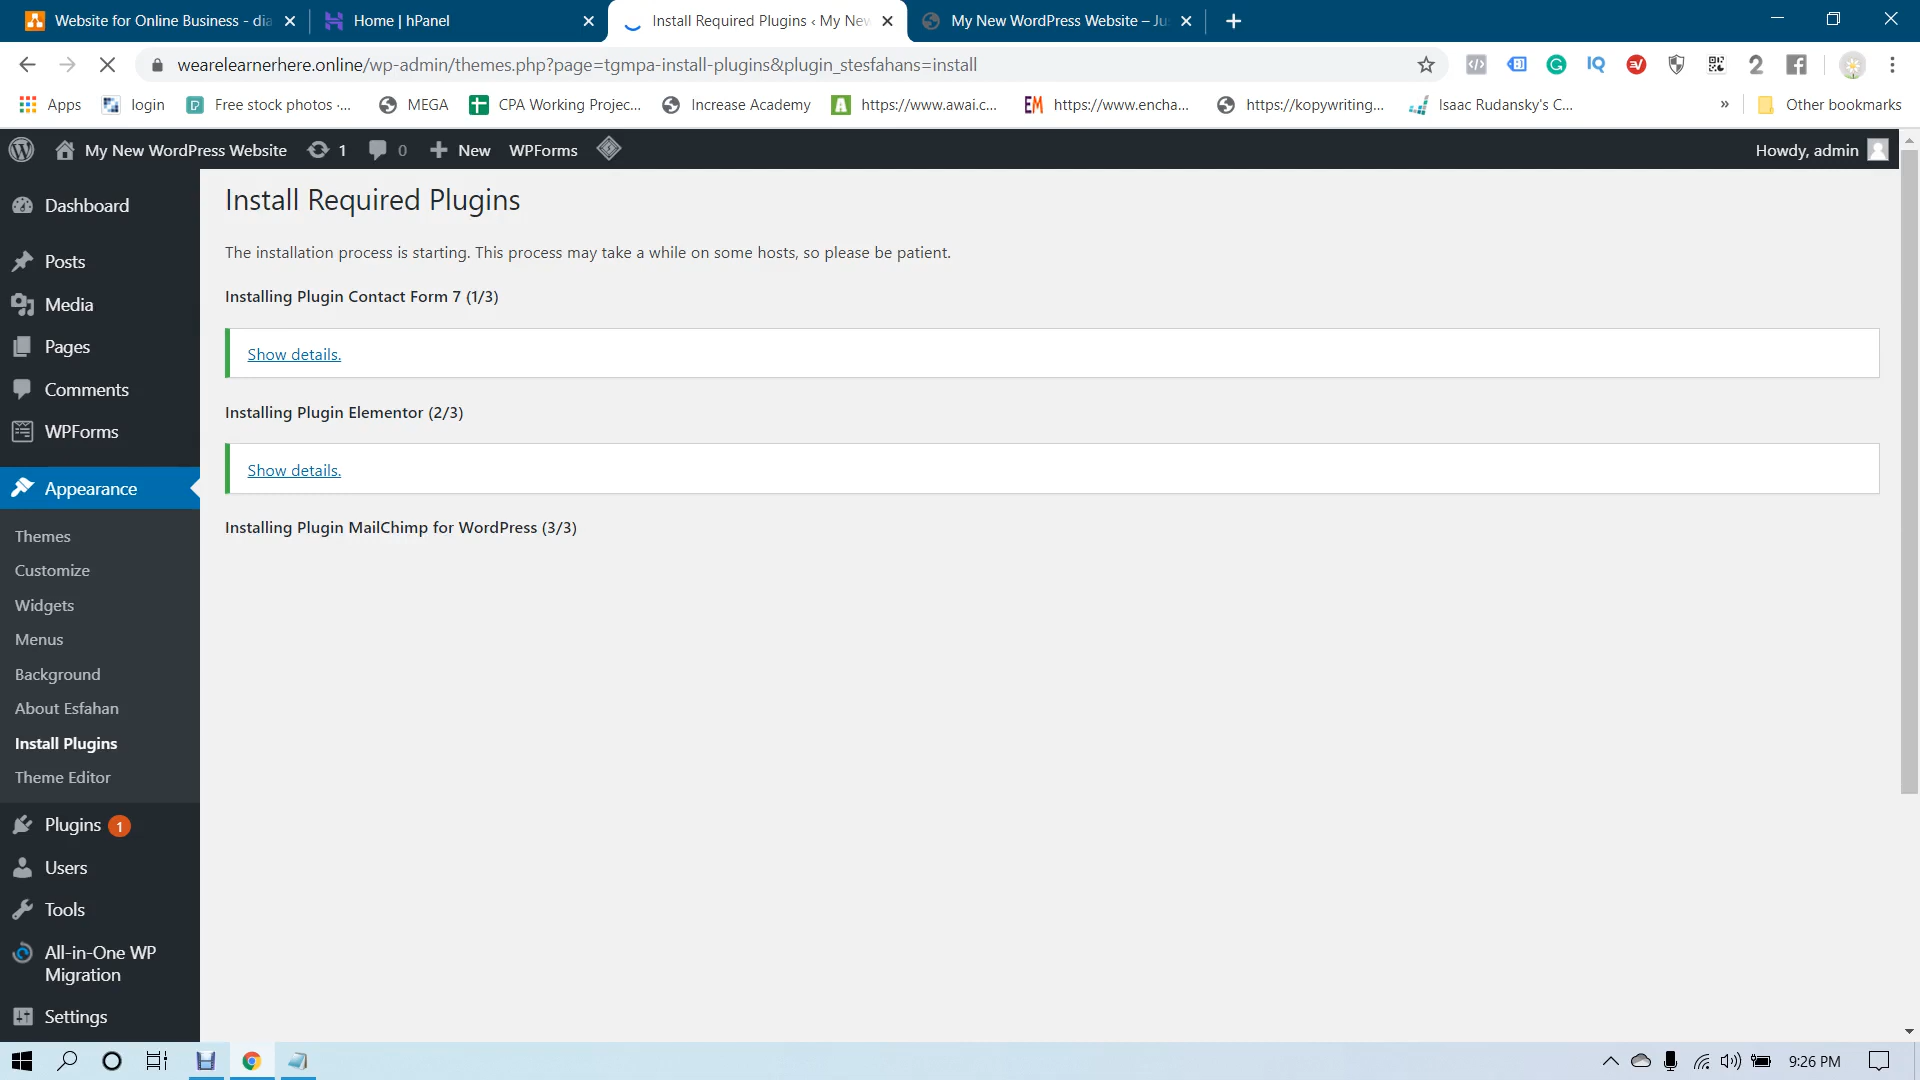 Website for Online Business - dia
Home | hPanel
Install Required Plugins ‹ My New
My New WordPress Website – Ju
wearelearnerhere.online/wp-admin/themes.php?page=tgmpa-install-plugins&plugin_stesfahans=install
Apps
login
Free stock photos ·...
MEGA
CPA Working Projec...
Increase Academy
https://www.awai.c...
EM
https://www.encha...
https://kopywriting...
Isaac Rudansky's C...
»
Other bookmarks
My New WordPress Website
1
0
New
WPForms
Howdy, admin
Dashboard
Posts
Media
Pages
Comments
WPForms
Appearance
Themes
Customize
Widgets
Menus
Background
About Esfahan
Install Plugins
Theme Editor
Plugins 1
Users
Tools
All-in-One WP
Migration
Settings
Install Required Plugins
The installation process is starting. This process may take a while on some hosts, so please be patient.
Installing Plugin Contact Form 7 (1/3)
Show details.
Installing Plugin Elementor (2/3)
Show details.
Installing Plugin MailChimp for WordPress (3/3)
9:26 PM